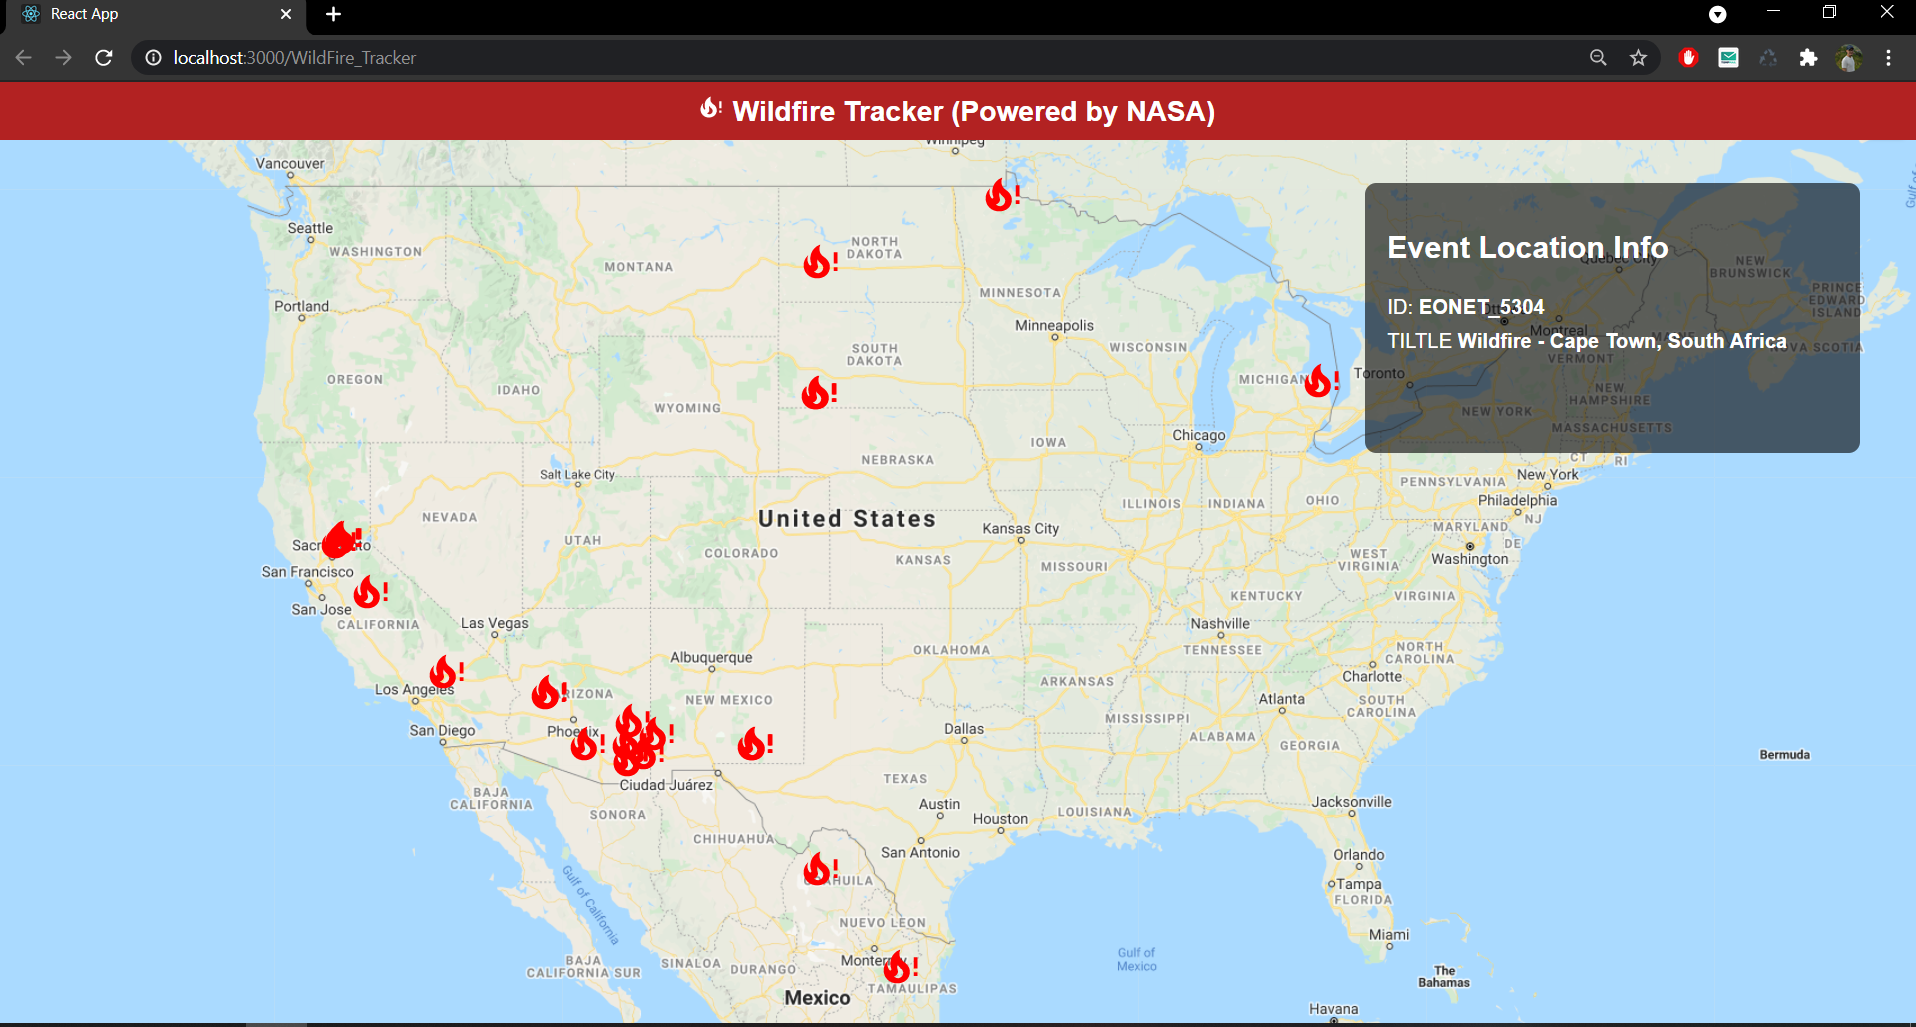 React App
localhost:3000/WildFire_Tracker
! Wildfire Tracker (Powered by NASA)
Winnipeg
Vancouver
Seattle
WASHINGTON
MONTANA
NORTH
DAKOTA
MINNESOTA
Event Location Info
Quebec City
NEW
BRUNSWICK
PRINCE
EDWARD
ISLAND
ID: EONET_5304
Montreal
TILTLE Wildfire - Cape Town, South Africa
NOVA SCOTIA
Portland
Minneapolis
WISCONSIN
SOUTH
DAKOTA
VERMONT
OREGON
IDAHO
WYOMING
MICHIGAN
Toronto
NEW
HAMPSHIRE
NEW YORK
MASSACHUSETTS
Chicago
IOWA
NEBRASKA
CT
RI
Salt Lake City
PENNSYLVANIA
New York
Philadelphia
ILLINOIS
INDIANA
OHIO
NJ
NEVADA
United States
Kansas City
MARYLAND
DE
Washington
UTAH
COLORADO
KANSAS
MISSOURI
WEST
VIRGINIA
San Francisco
San Jose
CALIFORNIA
Las Vegas
KENTUCKY
VIRGINIA
Nashville
TENNESSEE
NORTH
CAROLINA
Charlotte
Albuquerque
OKLAHOMA
ARKANSAS
Los Angeles
NEW MEXICO
Atlanta
SOUTH
CAROLINA
San Diego
Phoenix
Dallas
MISSISSIPPI
ALABAMA
GEORGIA
Ciudad Juárez
TEXAS
Bermuda
BAJA
CALIFORNIA
SONORA
CHIHUAHUA
Austin
Houston
LOUISIANA
Jacksonville
San Antonio
Orlando
Tampa
FLORIDA
Gulf of California
NUEVO LEON
Miami
Gulf of
Mexico
BAJA
CALIFORNIA SUR
SINALOA
DURANGO
TAMAULIPAS
The
Bahamas
Mexico
Havana